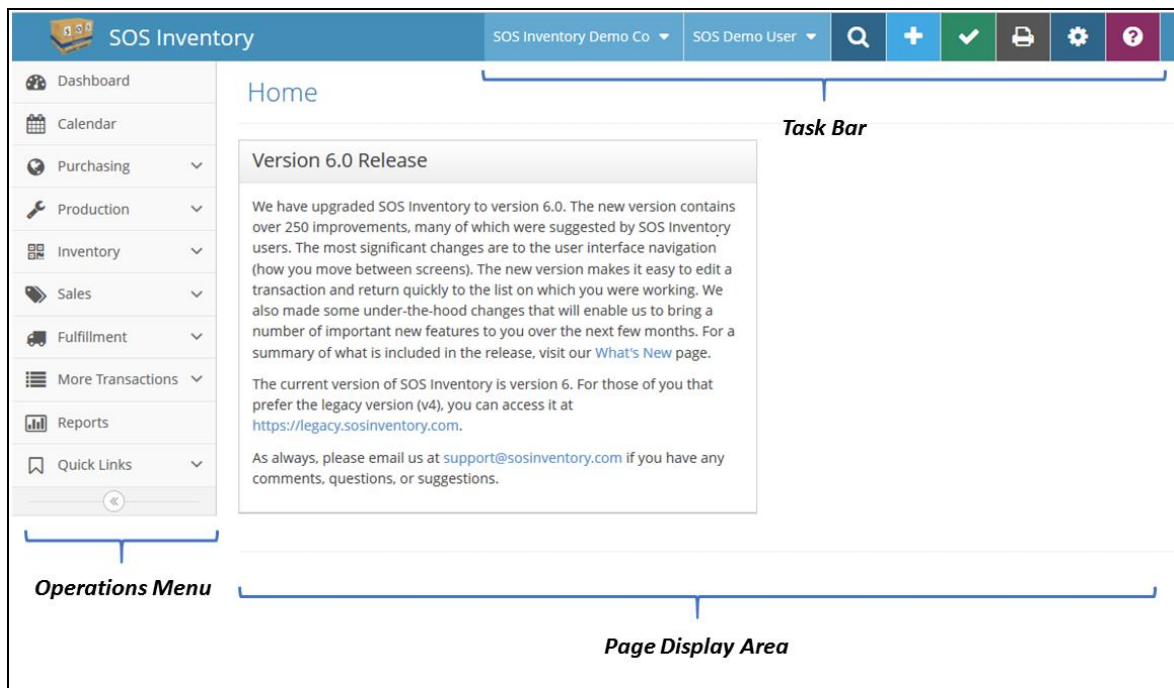 SOS Inventory
SOS Inventory Demo Co
SOS Demo User
Dashboard
Calendar
Purchasing
Production
Inventory
Sales
Fulfillment
More Transactions
Reports
Quick Links
Home
Task Bar
Version 6.0 Release
We have upgraded SOS Inventory to version 6.0. The new version contains
over 250 improvements, many of which were suggested by SOS Inventory
users. The most significant changes are to the user interface navigation
(how you move between screens). The new version makes it easy to edit a
transaction and return quickly to the list on which you were working. We
also made some under-the-hood changes that will enable us to bring a
number of important new features to you over the next few months. For a
summary of what is included in the release, visit our What's New page.
The current version of SOS Inventory is version 6. For those of you that
prefer the legacy version (v4), you can access it at
https://legacy.sosinventory.com.
As always, please email us at support@sosinventory.com if you have any
comments, questions, or suggestions.
Operations Menu
Page Display Area